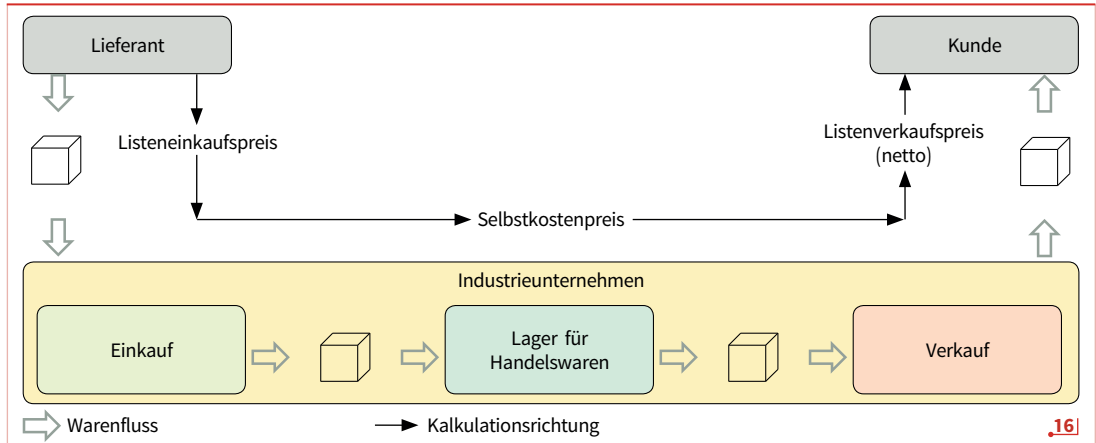 Lieferant
Kunde
Listeneinkaufspreis
Listenverkaufspreis
(netto)
Selbstkostenpreis
Industrieunternehmen
Einkauf
Lager für
Handelswaren
Verkauf
Warenfluss
Kalkulationsrichtung
16